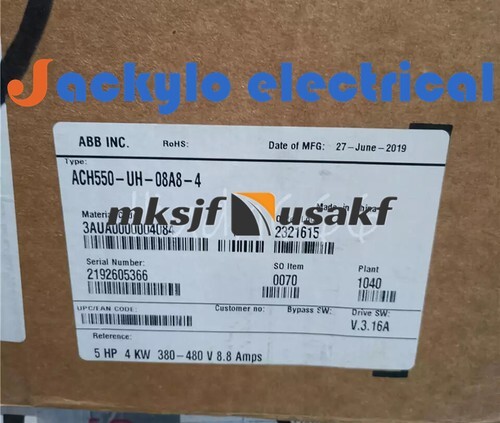 Jackylo electrical
ABB INC. RoHS: Date of MFG: 27-June-2019
Type: Made in China
ACH550-UH-08A8-4
mksjf usakf
Material
3AUA0000004084 2321615
Serial Number: SO Item Plant
2192605366 0070 1040
UPC/EAN CODE: Customer no: Bypass SW: Drive SW:
V.3.16A
Reference:
5 HP 4 KW 380-480 V 8.8 Amps